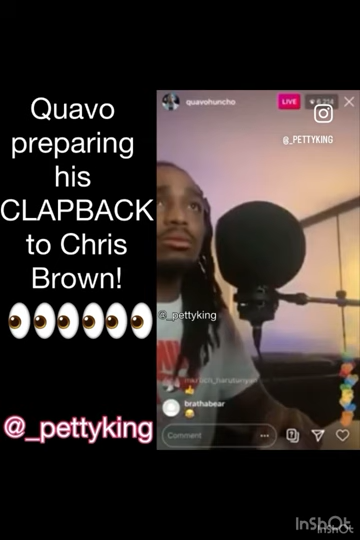 Quavo
preparing
his
CLAPBACK
to Chris
Brown!
@_pettyking
quavohuncho
LIVE
@_PETTYKING
@_pettyking
brathabear
Comment
InShOt